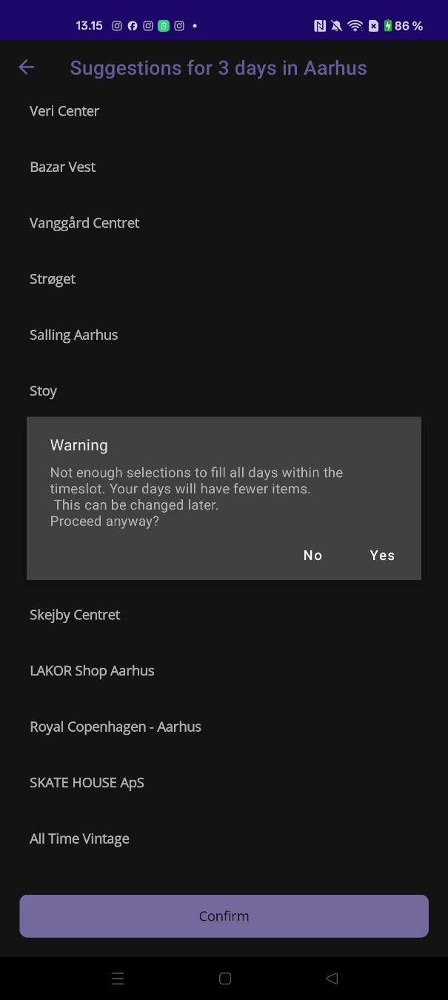 13.15
86 %
Suggestions for 3 days in Aarhus
Veri Center
Bazar Vest
Vanggård Centret
Strøget
Salling Aarhus
Stoy
Warning
Not enough selections to fill all days within the
timeslot. Your days will have fewer items.
This can be changed later.
Proceed anyway?
No Yes
Skejby Centret
LAKOR Shop Aarhus
Royal Copenhagen - Aarhus
SKATE HOUSE ApS
All Time Vintage
Confirm